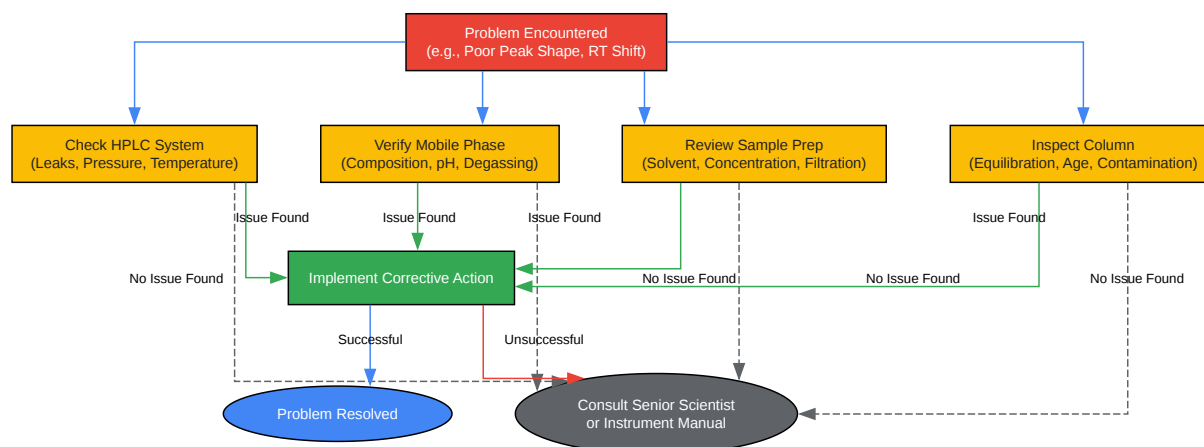 Problem Encountered
(e.g., Poor Peak Shape, RT Shift)
Check HPLC System
(Leaks, Pressure, Temperature)
Verify Mobile Phase
(Composition, pH, Degassing)
Review Sample Prep
(Solvent, Concentration, Filtration)
Inspect Column
(Equilibration, Age, Contamination)
Issue Found
Issue Found
Issue Found
Issue Found
No Issue Found
Implement Corrective Action
No Issue Found
No Issue Found
No Issue Found
Successful
Unsuccessful
Problem Resolved
Consult Senior Scientist
or Instrument Manual